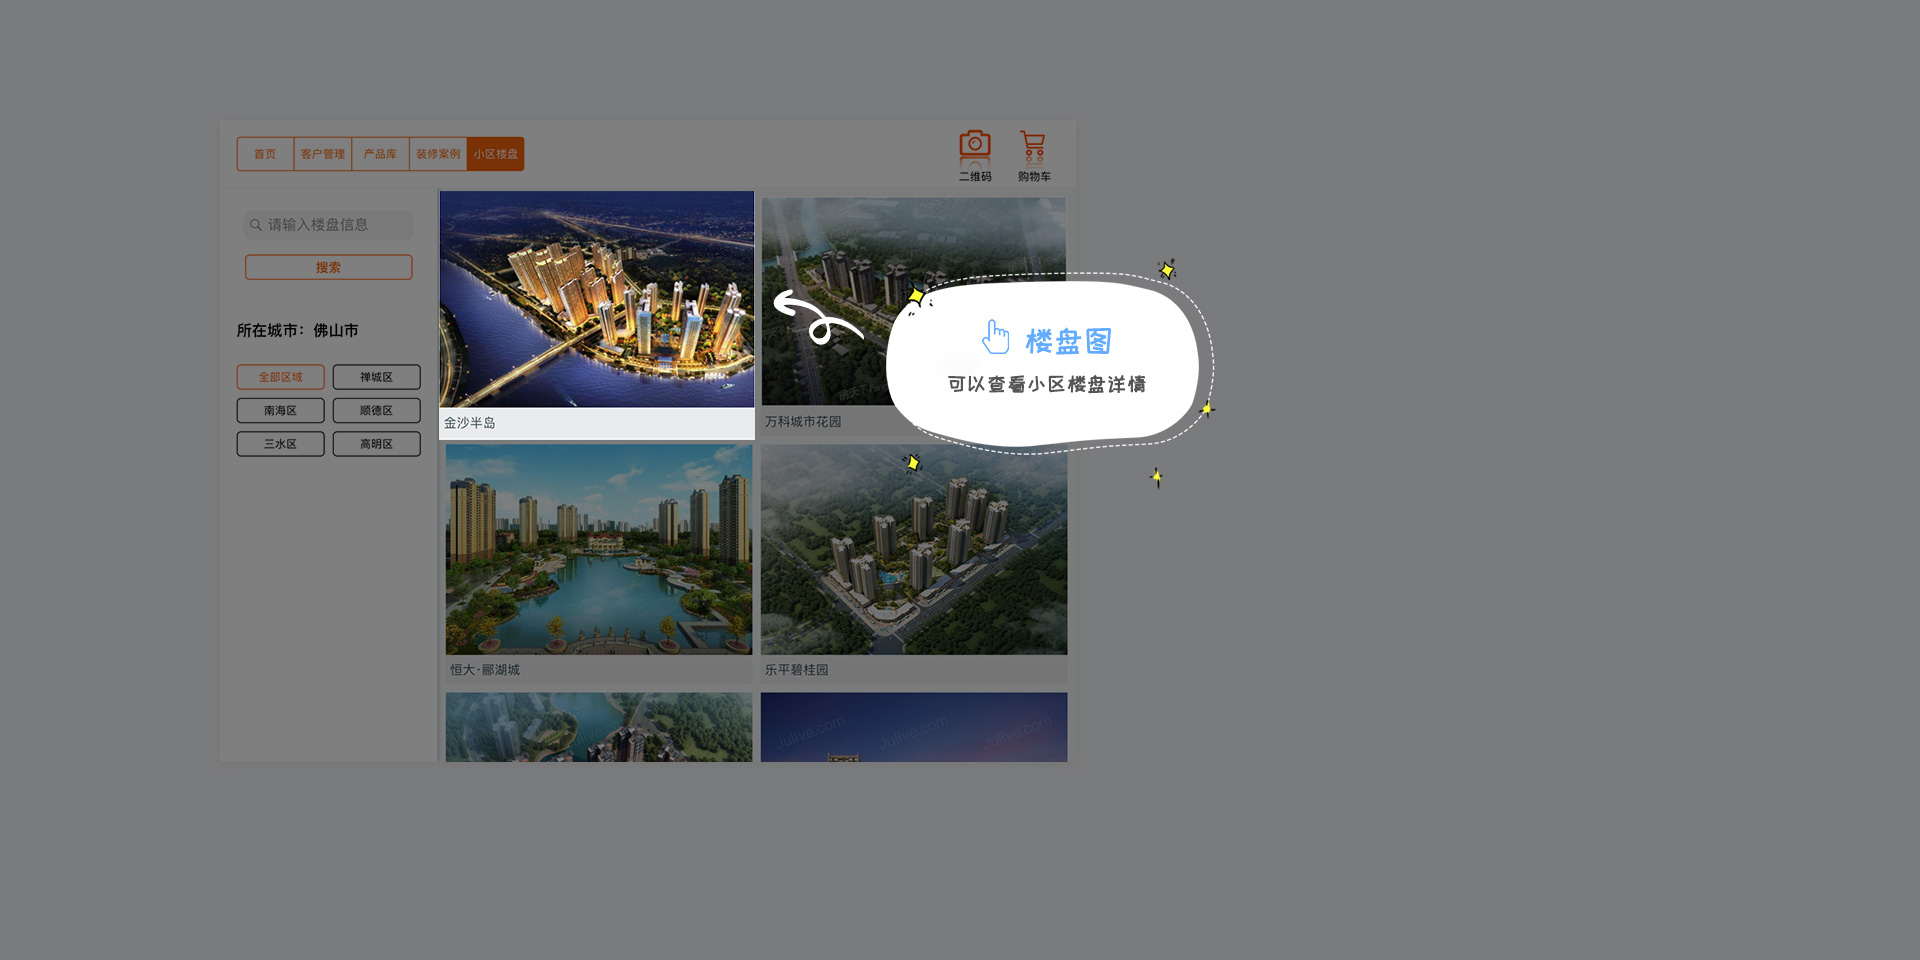 首页
客户管理
产品库
装修案例
小区楼盘
二维码
购物车
请输入楼盘信息
搜索
所在城市：佛山市
全部区域
禅城区
南海区
顺德区
三水区
高明区
金沙半岛
万科城市花园
楼盘图
可以查看小区楼盘详情
恒大·郦湖城
乐平碧桂园
Julive.com
Julive.com
Julive.com